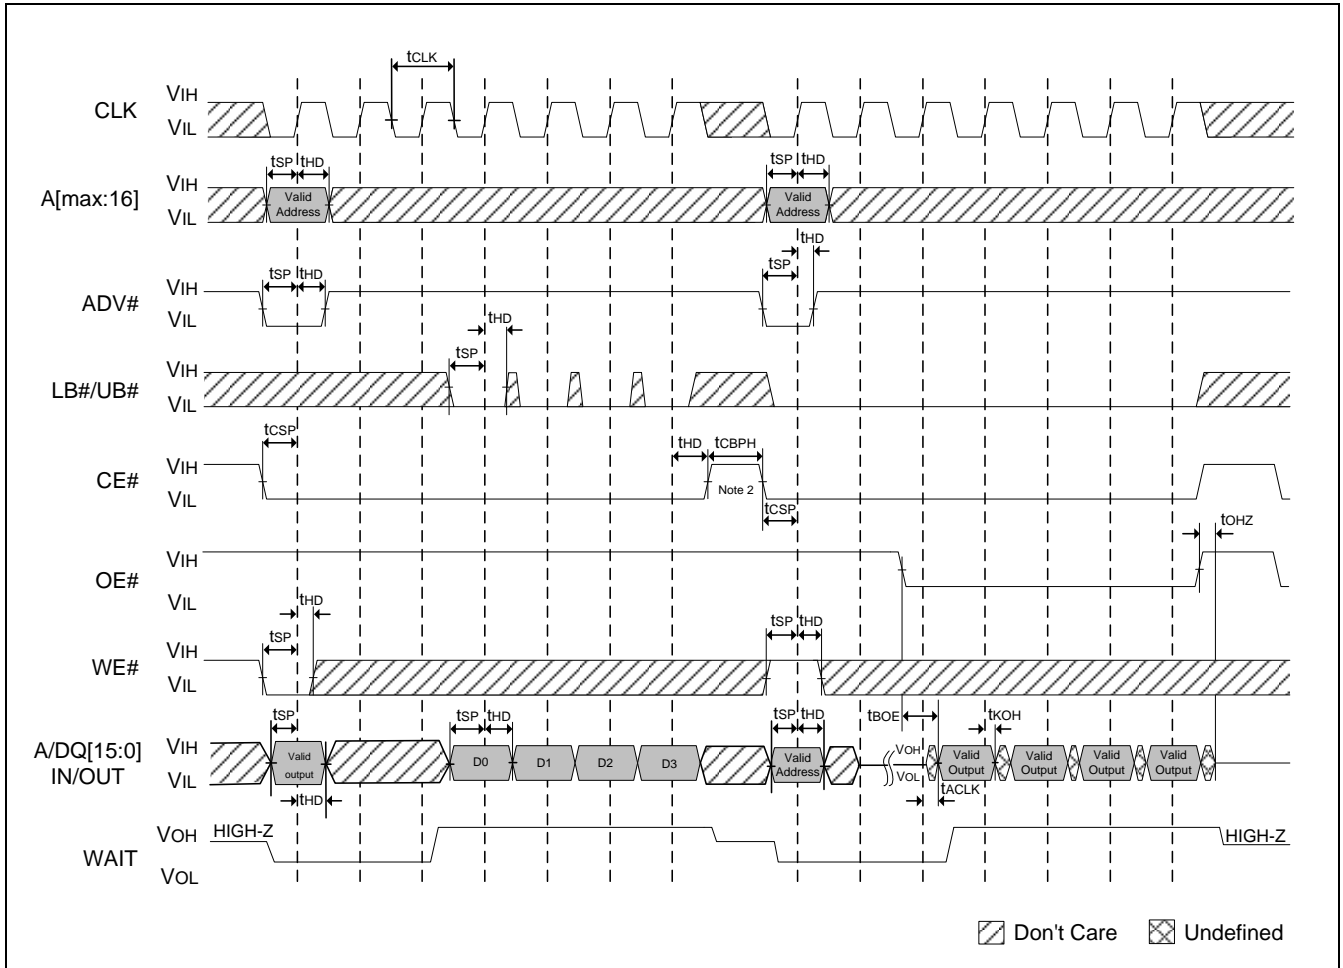 tCLK
CLK
VIH
VIL
tSP tHD tSP tHD
A[max:16]
VIH
VIL
Valid Address
Valid Address
tHD
tSP tHD tSP
ADV#
VIH
VIL
tHD
tSP
LB#/UB#
VIH
VIL
tCSP
tHD tCBPH
CE#
VIH
VIL
Note 2
tCSP
tOHZ
OE#
VIH
VIL
tHD
tSP tSP tHD
WE#
VIH
VIL
tSP tSP tHD tSP tHD tBOE tKOH
A/DQ[15:0]
IN/OUT
VIH
VIL
Valid output
D0 D1 D2 D3
Valid Address
VOH
VOL
Valid Output
Valid Output
Valid Output
Valid Output
tHD tACLK
WAIT
VOH
VOL
HIGH-Z
HIGH-Z
Don't Care Undefined